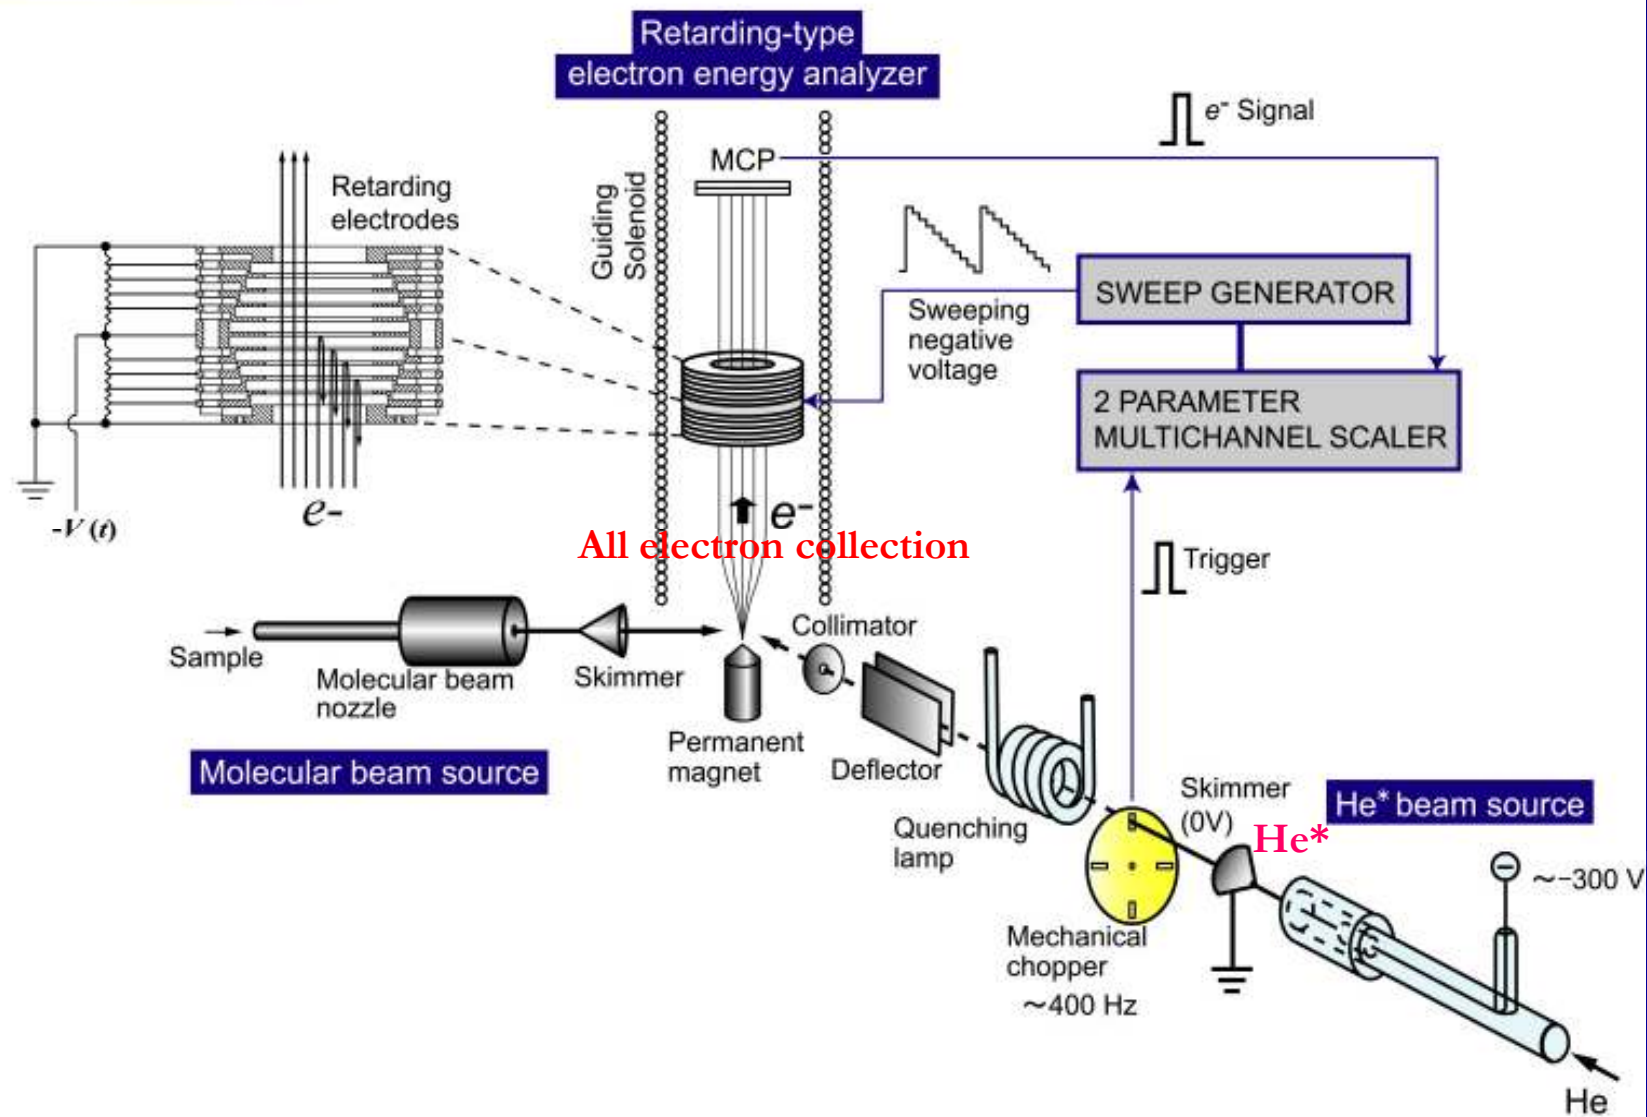 Retarding-type
electron energy analyzer
e⁻ Signal
MCP
Retarding
electrodes
Guiding
Solenoid
SWEEP GENERATOR
Sweeping
negative
voltage
2 PARAMETER
MULTICHANNEL SCALER
-V (t)
e-
e-
All electron collection
Trigger
Sample
Molecular beam
nozzle
Skimmer
Collimator
Permanent
magnet
Deflector
Molecular beam source
Quenching
lamp
Skimmer
(0V)
He*
He* beam source
~-300 V
Mechanical
chopper
~400 Hz
He